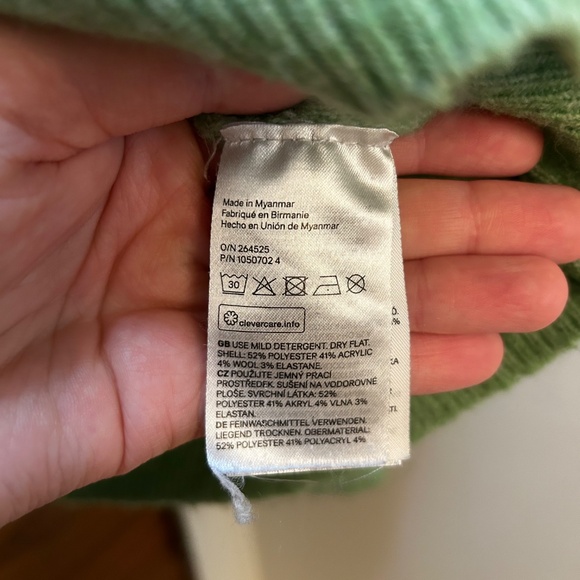 Made in Myanmar
Fabriqué en Birmanie
Hecho en Unión de Myanmar
O/N 264525
P/N 1050702 4
30
clevercare.info
GB USE MILD DETERGENT. DRY FLAT.
SHELL: 52% POLYESTER 41% ACRYLIC
4% WOOL 3% ELASTANE.
CZ POUŽIJTE JEMNÝ PRACI
PROSTŘEDEK. SUŠENÍ NA VODOROVNÉ
PLOŠE. SVRCHNÍ LÁTKA: 52%
POLYESTER 41% AKRYL 4% VLNA 3%
ELASTAN.
DE FEINWASCHMITTEL VERWENDEN.
LIEGEND TROCKNEN. OBERMATERIAL:
52% POLYESTER 41% POLYACRYL 4%